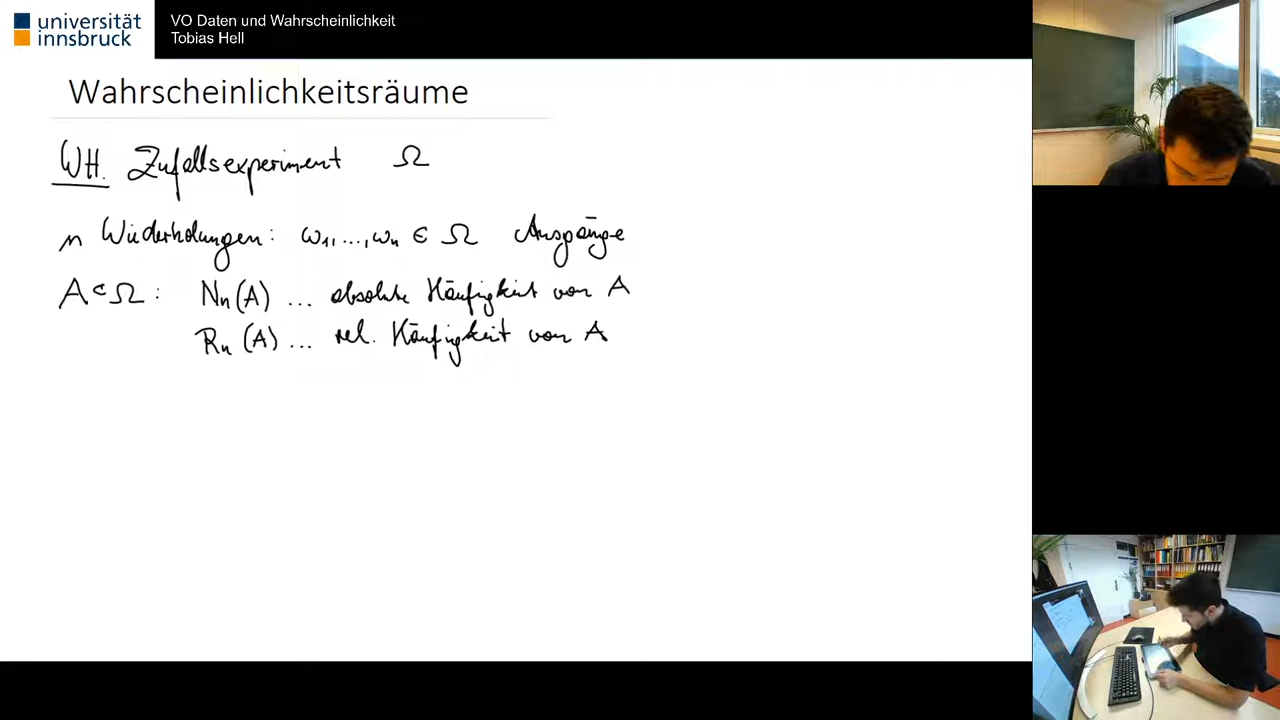 universität
innsbruck
VO Daten und Wahrscheinlichkeit
Tobias Hell
Wahrscheinlichkeitsräume
WH. Zufallsexperiment Ω
n Wiederholungen: ω₁,...,ωₙ ∈ Ω Ausgänge
A⊂Ω: Nₙ(A) ... absolute Häufigkeit von A
Rₙ(A) ... rel. Häufigkeit von A